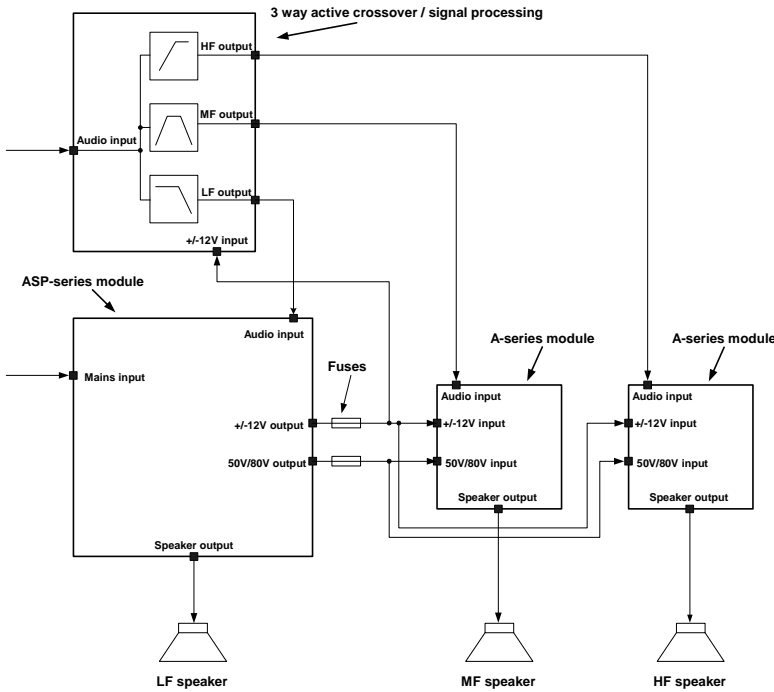 3 way active crossover / signal processing
HF output
MF output
Audio input
LF output
+/-12V input
ASP-series module
Audio input
Mains input
Fuses
A-series module
A-series module
Audio input
Audio input
+/-12V output
+/-12V input
+/-12V input
50V/80V output
50V/80V input
50V/80V input
Speaker output
Speaker output
Speaker output
LF speaker
MF speaker
HF speaker